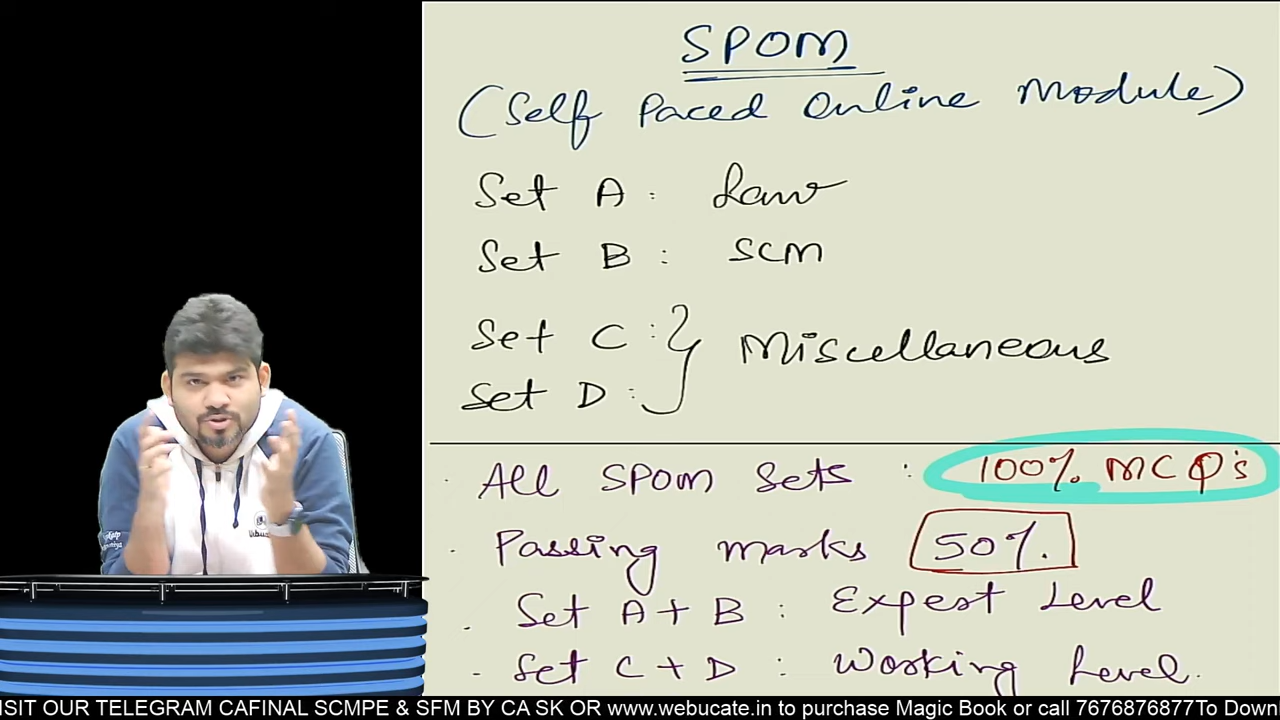 SPOM
(Self Paced Online Module)
Set A : Law
Set B : SCM
Set C :
Set D : } Miscellaneous
. All SPOM Sets : 100% MCQ's
. Passing marks 50%.
. Set A + B : Expert Level
. Set C + D : Working Level.
ISIT OUR TELEGRAM CAFINAL SCMPE & SFM BY CA SK OR www.webucate.in to purchase Magic Book or call 7676876877To Down